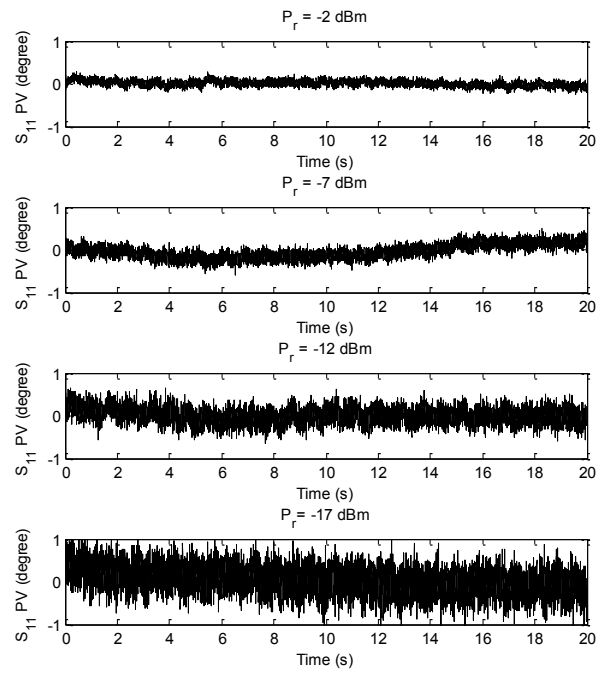 P_r = -2 dBm
1
0
-1
S_11 PV (degree)
0 2 4 6 8 10 12 14 16 18 20
Time (s)
P_r = -7 dBm
1
0
-1
S_11 PV (degree)
0 2 4 6 8 10 12 14 16 18 20
Time (s)
P_r = -12 dBm
1
0
-1
S_11 PV (degree)
0 2 4 6 8 10 12 14 16 18 20
Time (s)
P_r= -17 dBm
1
0
-1
S_11 PV (degree)
0 2 4 6 8 10 12 14 16 18 20
Time (s)